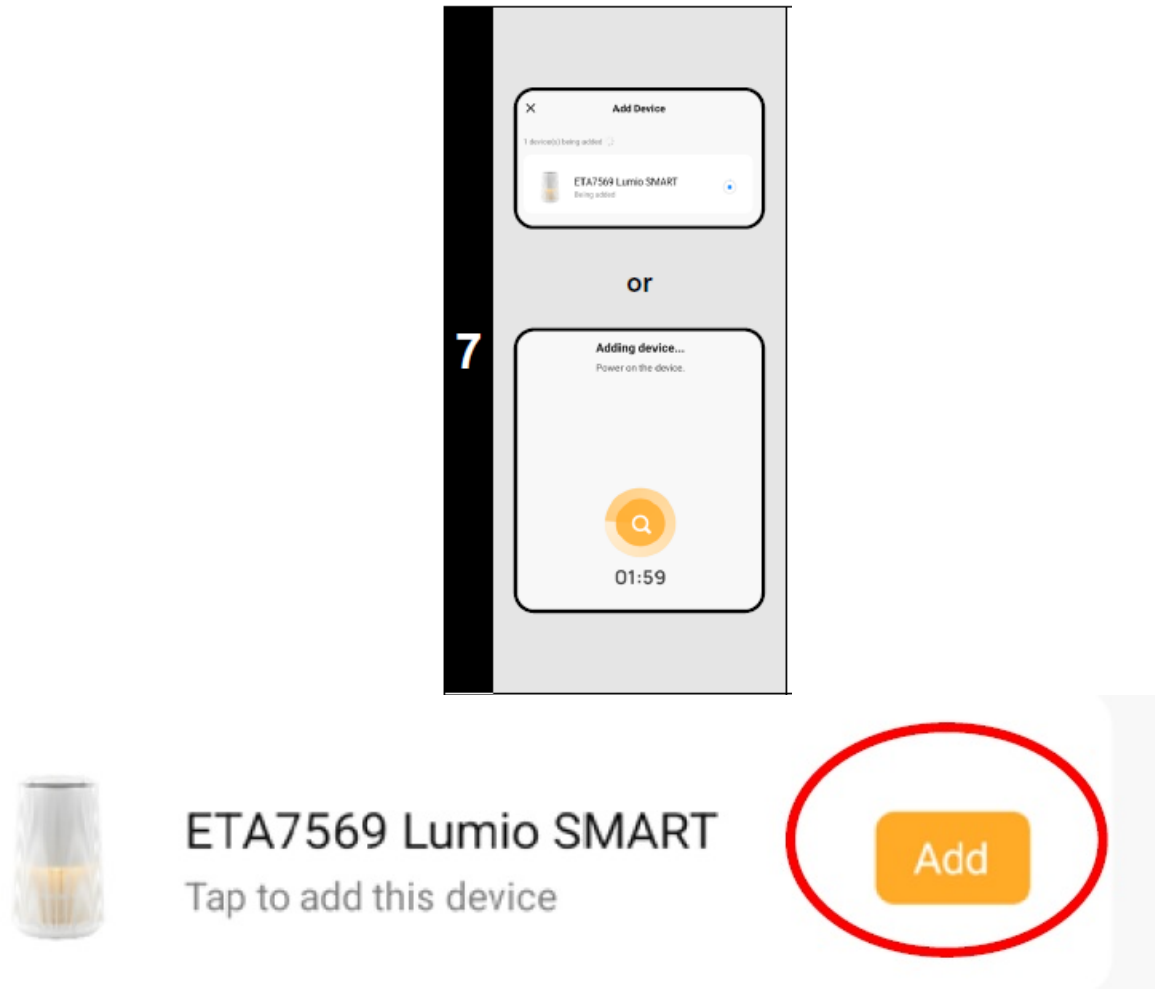 Add Device
1 device(s) being added
ETA7569 Lumio SMART
Being added
or
7
Adding device...
Power on the device.
01:59
ETA7569 Lumio SMART
Tap to add this device
Add